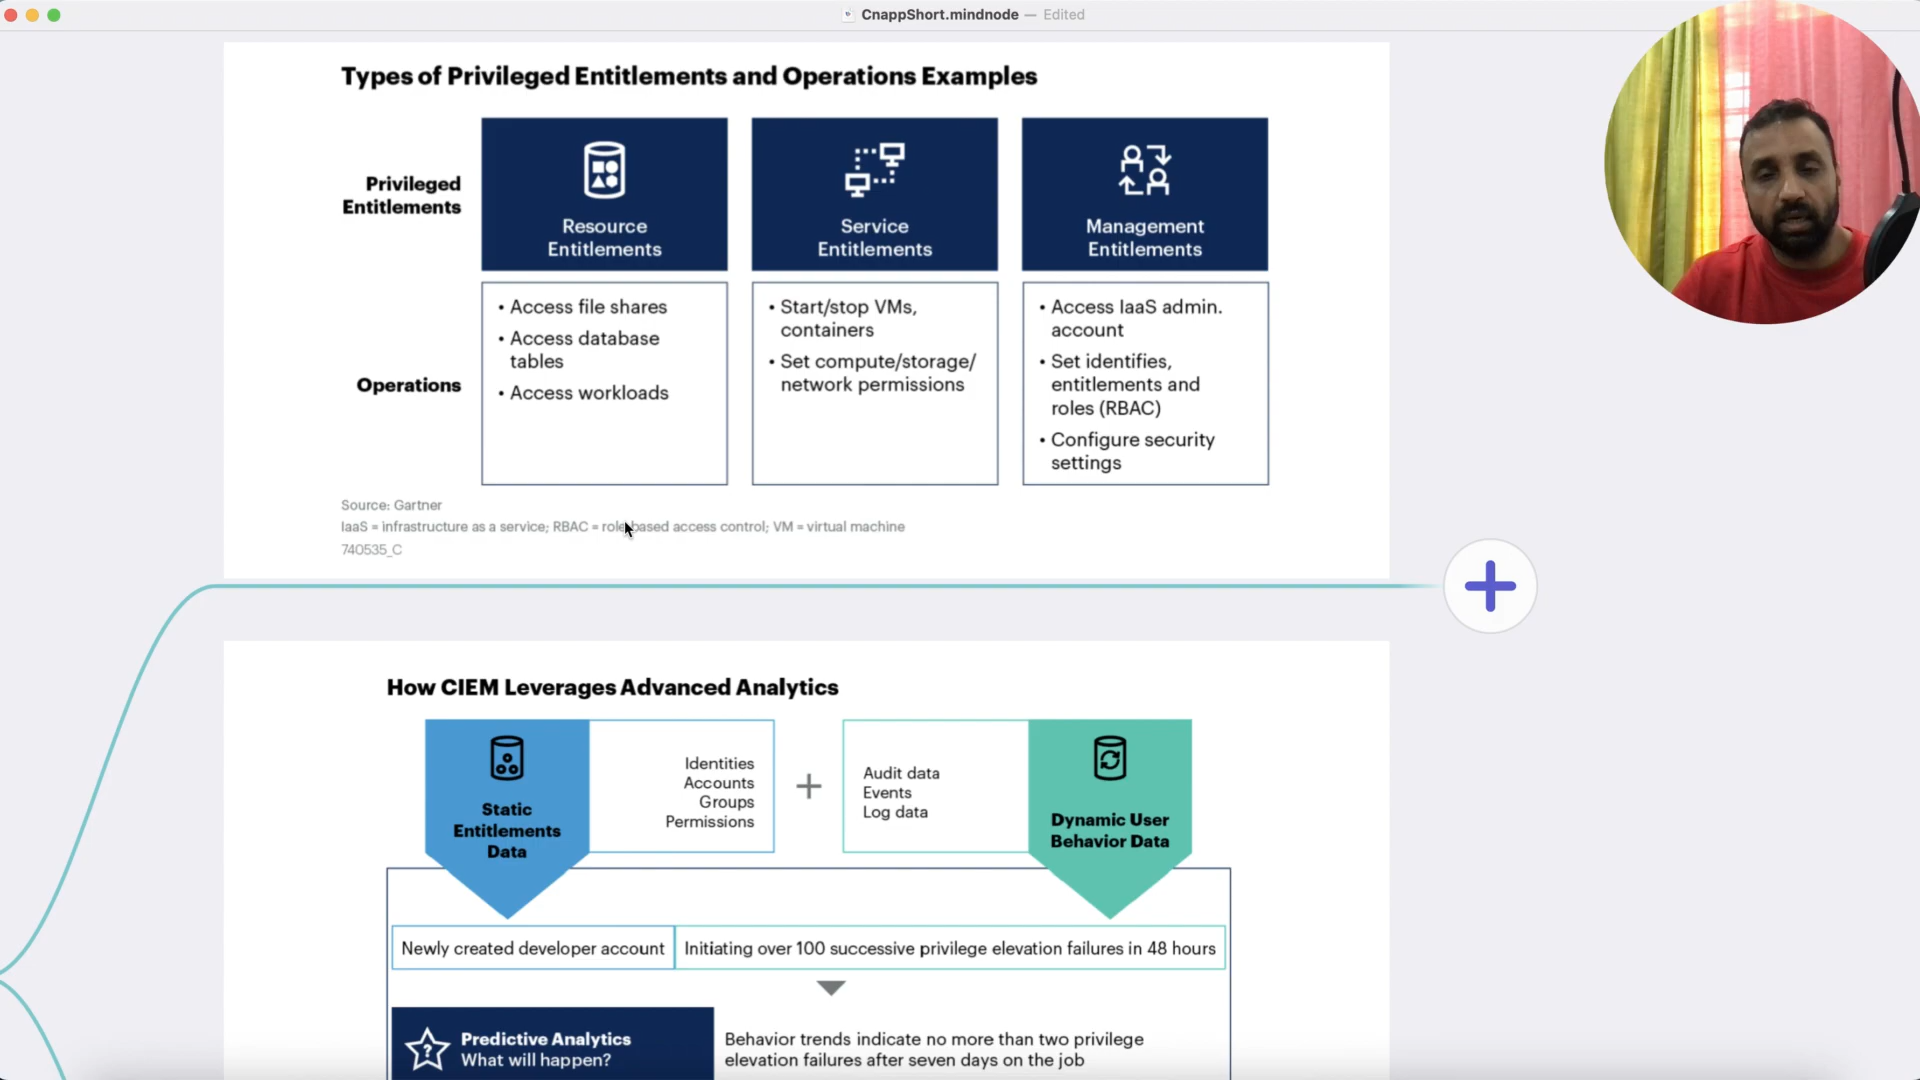 CnappShort.mindnode — Edited
Types of Privileged Entitlements and Operations Examples
Privileged
Entitlements
Resource
Entitlements
Service
Entitlements
Management
Entitlements
Operations
• Access file shares
• Access database
tables
• Access workloads
• Start/stop VMs,
containers
• Set compute/storage/
network permissions
• Access IaaS admin.
account
• Set identifies,
entitlements and
roles (RBAC)
• Configure security
settings
Source: Gartner
IaaS = infrastructure as a service; RBAC = role-based access control; VM = virtual machine
740535_C
How CIEM Leverages Advanced Analytics
Static
Entitlements
Data
Identities
Accounts
Groups
Permissions
+
Audit data
Events
Log data
Dynamic User
Behavior Data
Newly created developer account
Initiating over 100 successive privilege elevation failures in 48 hours
?
Predictive Analytics
What will happen?
Behavior trends indicate no more than two privilege
elevation failures after seven days on the job